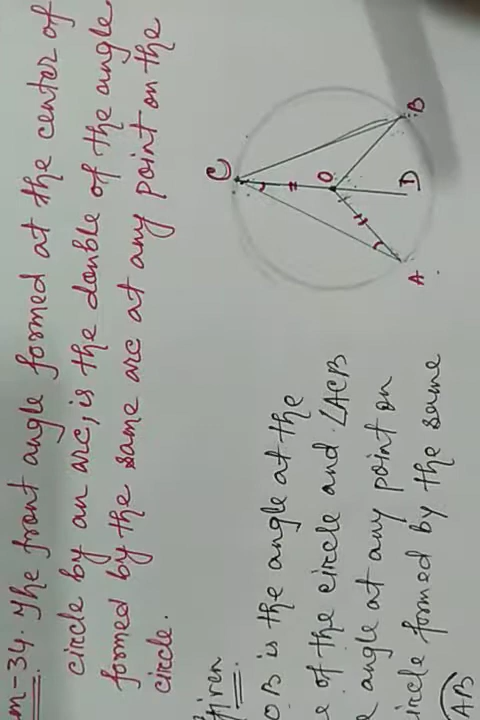 m-34. The front angle formed at the center of
circle by an arc, is the double of the angle
formed by the same arc at any point on the
circle.
Given
OB is the angle at the
e of the circle and ∠ACB
angle at any point on
ircle formed by the same
AB
C
O
A
D
B